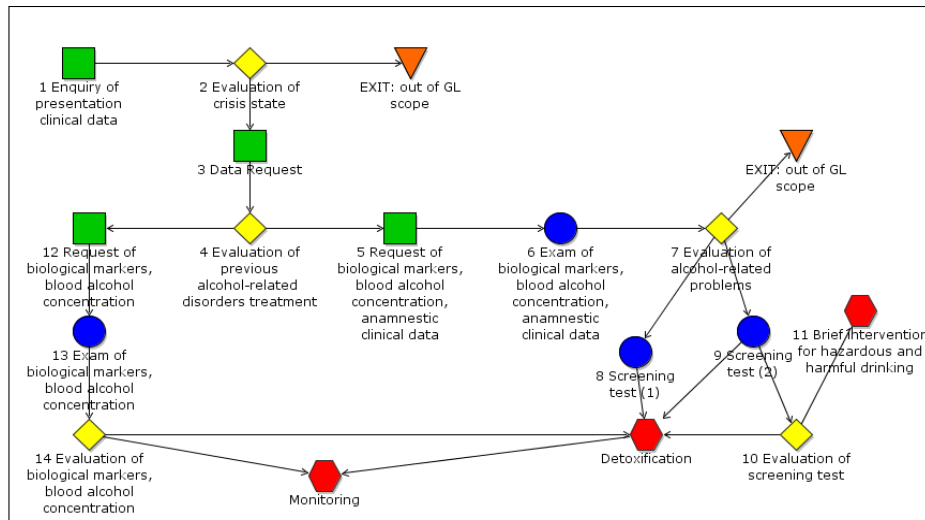 1 Enquiry of
presentation
clinical data
2 Evaluation of
crisis state
EXIT: out of GL
scope
3 Data Request
EXIT: out of GL
scope
12 Request of
biological markers,
blood alcohol
concentration
4 Evaluation of
previous
alcohol-related
disorders treatment
5 Request of
biological markers,
blood alcohol
concentration,
anamnestic
clinical data
6 Exam of
biological markers,
blood alcohol
concentration,
anamnestic
clinical data
7 Evaluation of
alcohol-related
problems
13 Exam of
biological markers,
blood alcohol
concentration
8 Screening
test (1)
9 Screening
test (2)
11 Brief intervention
for hazardous and
harmful drinking
14 Evaluation of
biological markers,
blood alcohol
concentration
Monitoring
Detoxification
10 Evaluation of
screening test